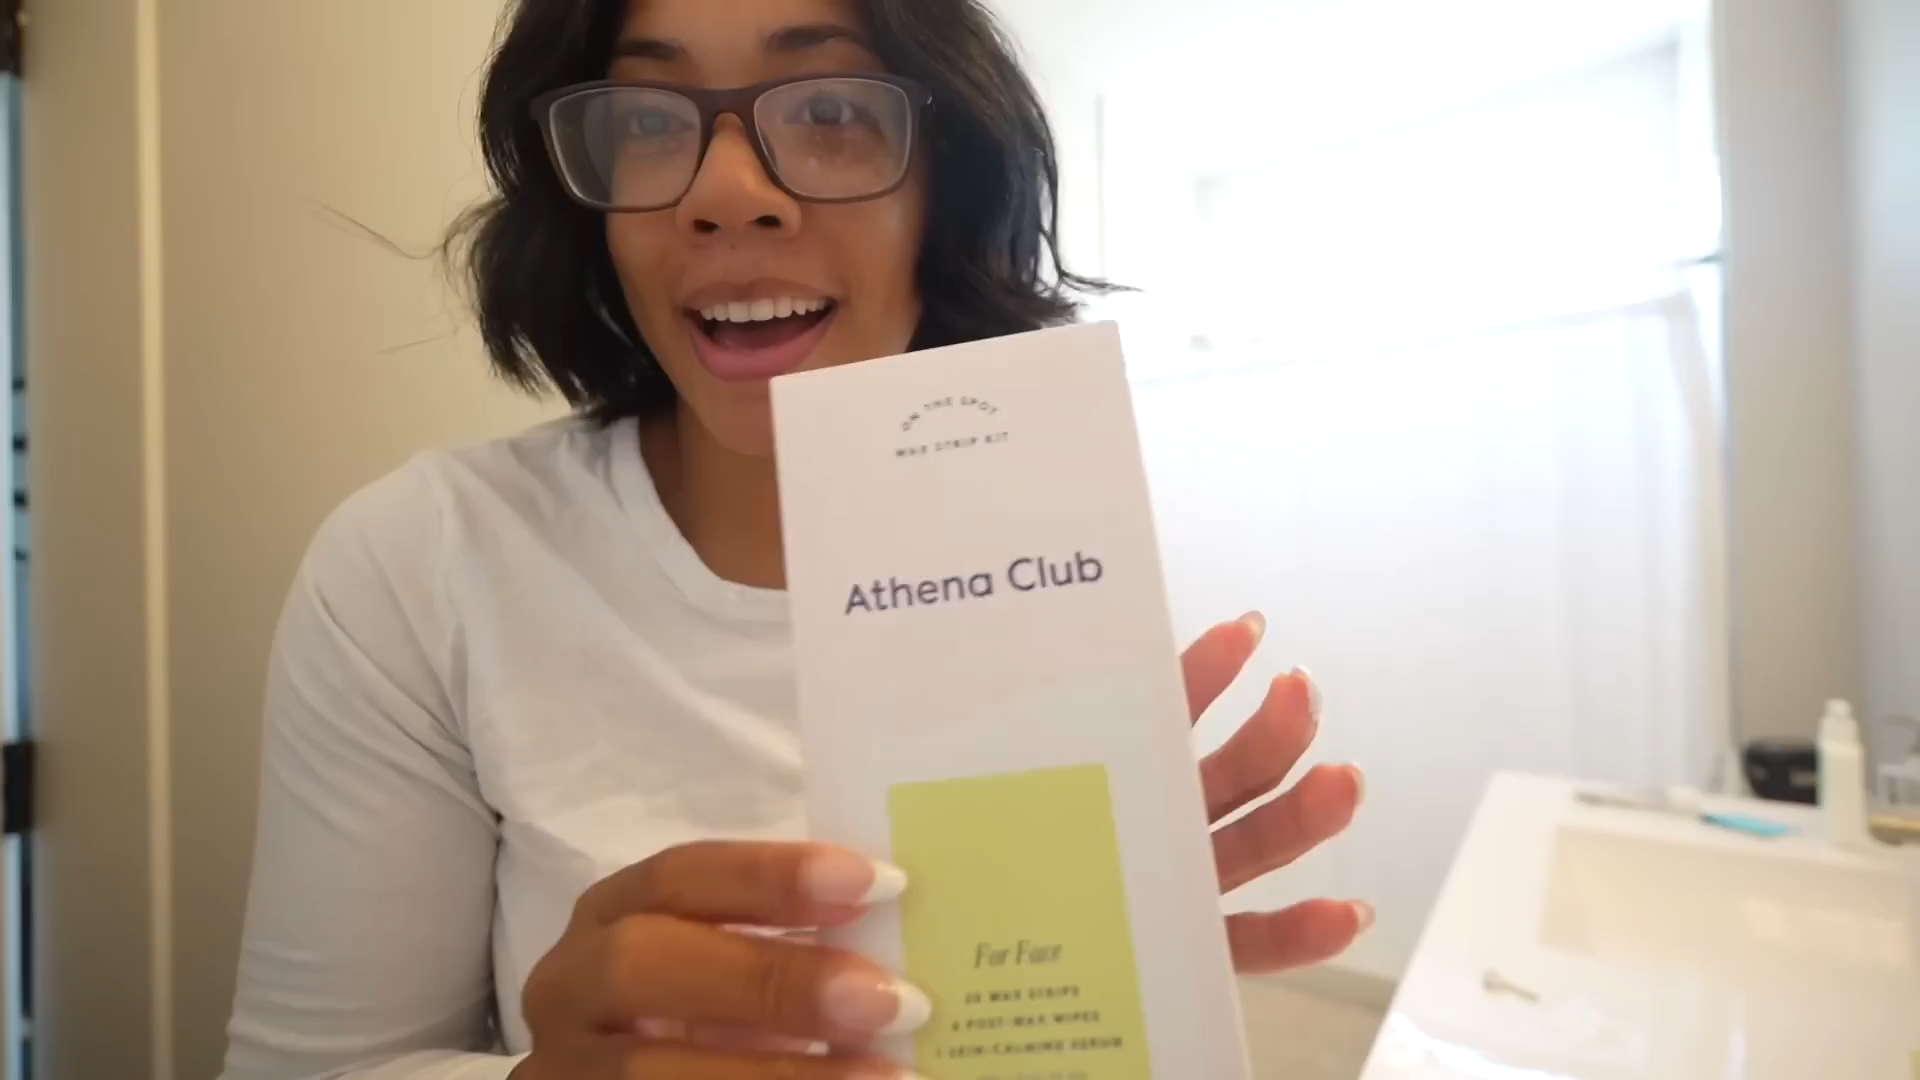 ON THE SPOT
WAX STRIP KIT
Athena Club
For Face
20 WAX STRIPS
6 POST-WAX WIPES
1 SKIN-CALMING SERUM